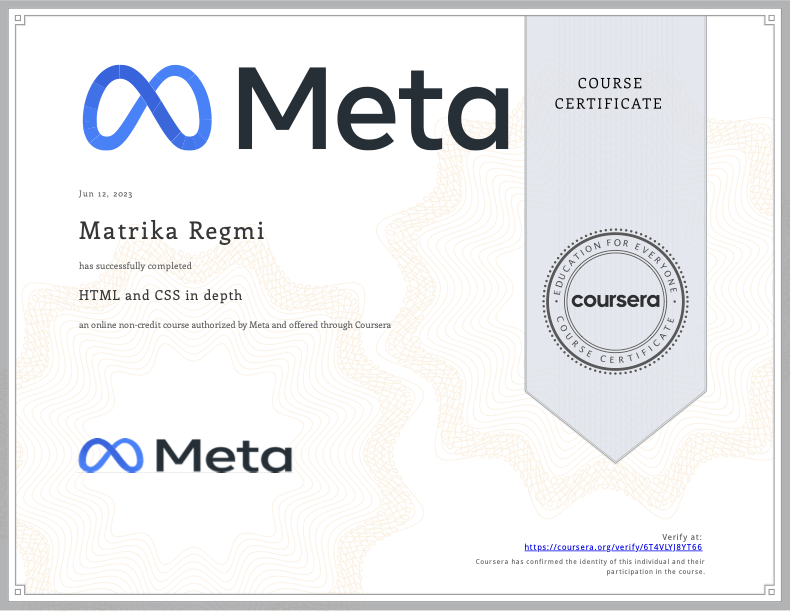 Meta
COURSE
CERTIFICATE
Jun 12, 2023
Matrika Regmi
has successfully completed
HTML and CSS in depth
an online non-credit course authorized by Meta and offered through Coursera
EDUCATION FOR EVERYONE
coursera
COURSE CERTIFICATE
Meta
Verify at:
https://coursera.org/verify/6T4VLYJ8YT66
Coursera has confirmed the identity of this individual and their
participation in the course.